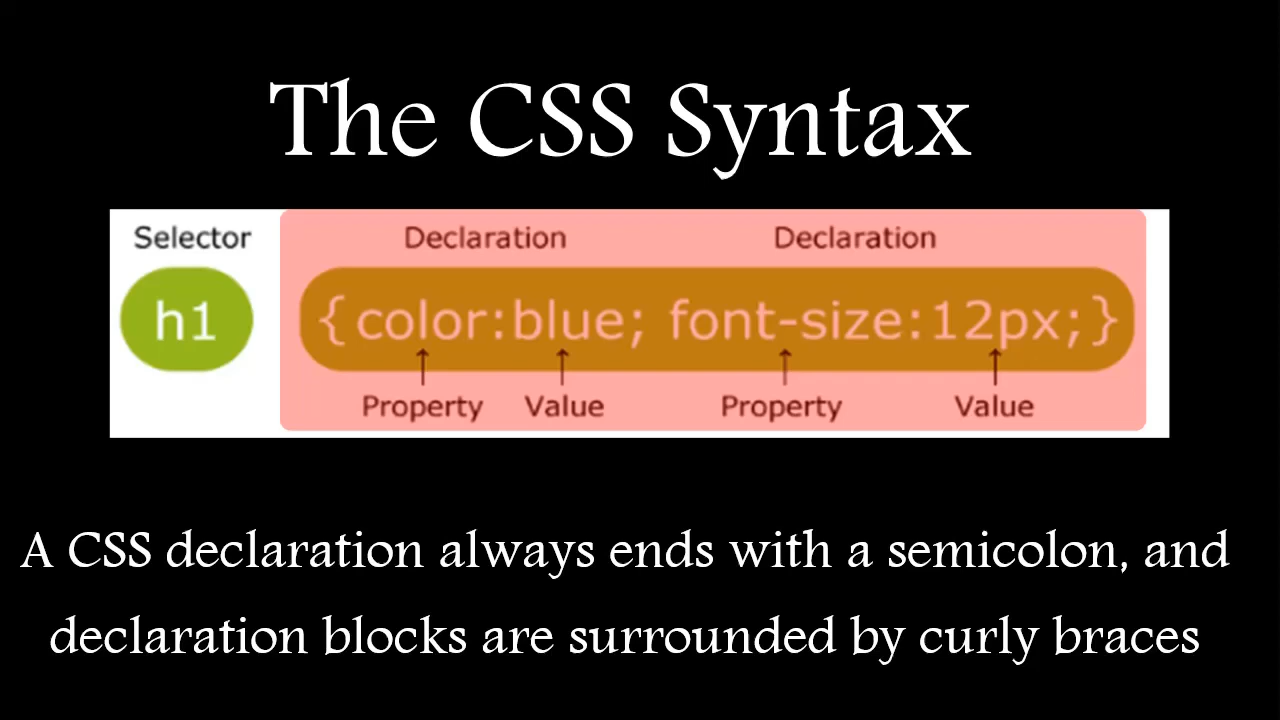 The CSS Syntax
Selector Declaration Declaration
h1 {color:blue; font-size:12px;}
Property Value Property Value
A CSS declaration always ends with a semicolon, and
declaration blocks are surrounded by curly braces